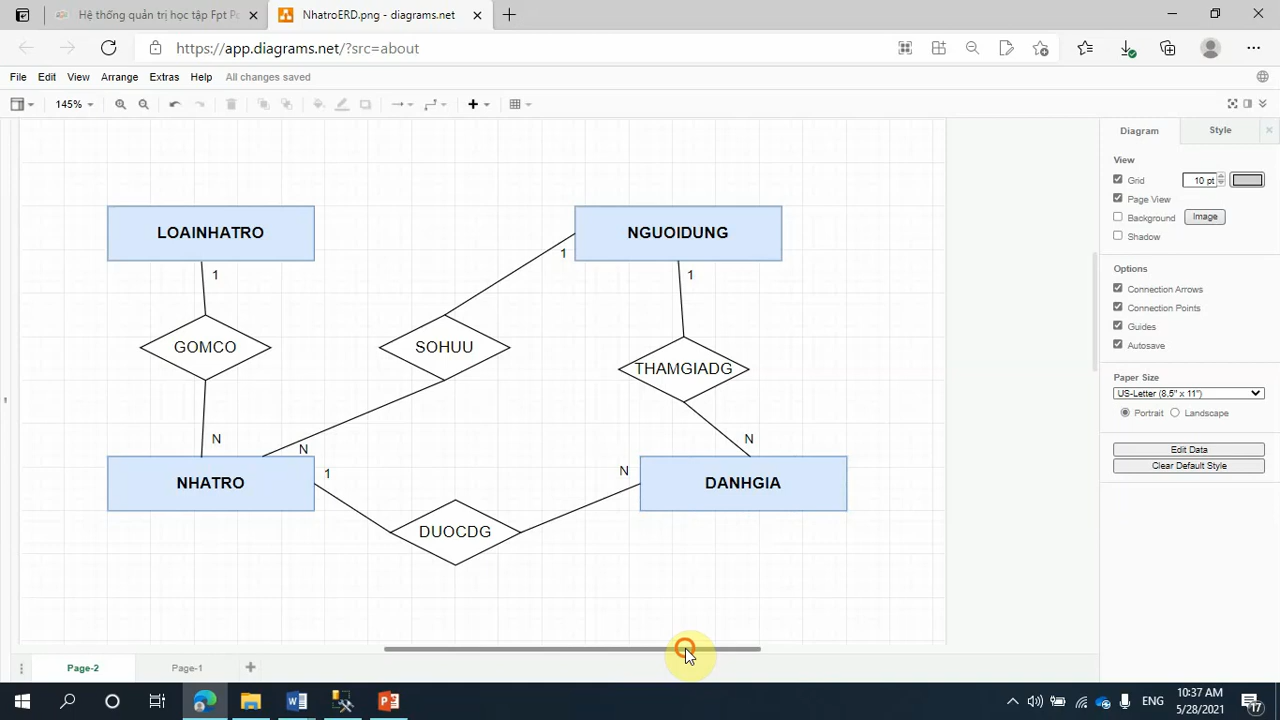 Hệ thống quản trị học tập Fpt Po
NhatroERD.png - diagrams.net
https://app.diagrams.net/?src=about
File Edit View Arrange Extras Help All changes saved
145%
Diagram Style
View
Grid 10 pt
Page View
Background Image
Shadow
Options
Connection Arrows
Connection Points
Guides
Autosave
Paper Size
US-Letter (8.5" x 11")
Portrait Landscape
Edit Data
Clear Default Style
LOAINHATRO
NGUOIDUNG
1
1
1
GOMCO
SOHUU
THAMGIADG
N
N
N
NHATRO
1
N
DANHGIA
DUOCDG
Page-2 Page-1
ENG
10:37 AM
5/28/2021
17